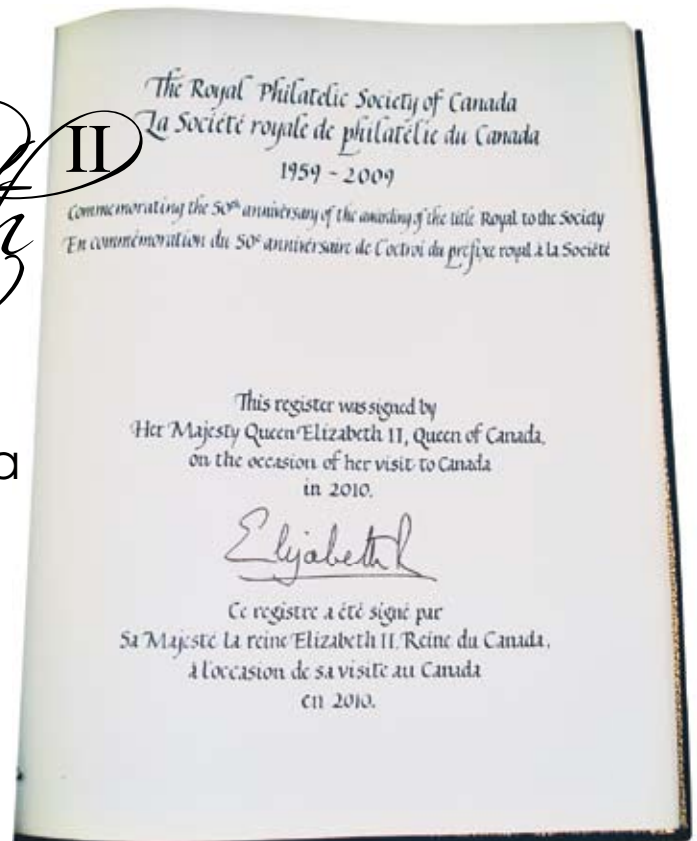 The Royal Philatelic Society of Canada
La Société royale de philatélie du Canada
1959 - 2009
Commemorating the 50th anniversary of the awarding of the title Royal to the Society
En commémoration du 50e anniversaire de l'octroi du préfixe royal à la Société
II
This register was signed by
Her Majesty Queen Elizabeth II, Queen of Canada,
on the occasion of her visit to Canada
in 2010.
Elizabeth R
Ce registre a été signé par
Sa Majesté La reine Elizabeth II, Reine du Canada,
à l'occasion de sa visite au Canada
en 2010.
a